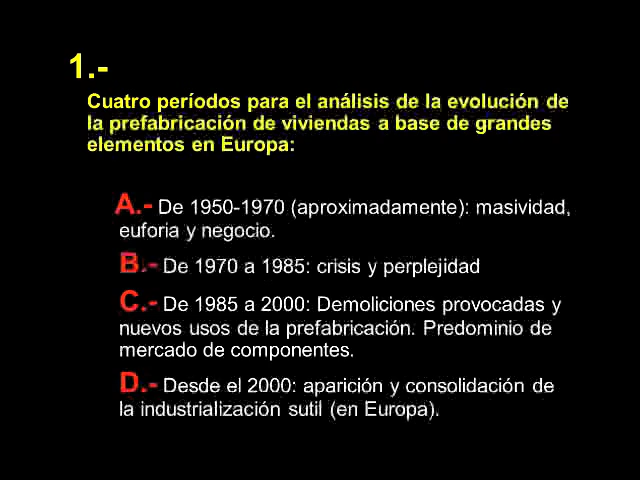 1.-
Cuatro períodos para el análisis de la evolución de
la prefabricación de viviendas a base de grandes
elementos en Europa:
A.- De 1950-1970 (aproximadamente): masividad,
euforia y negocio.
B.- De 1970 a 1985: crisis y perplejidad
C.- De 1985 a 2000: Demoliciones provocadas y
nuevos usos de la prefabricación. Predominio de
mercado de componentes.
D.- Desde el 2000: aparición y consolidación de
la industrialización sutil (en Europa).